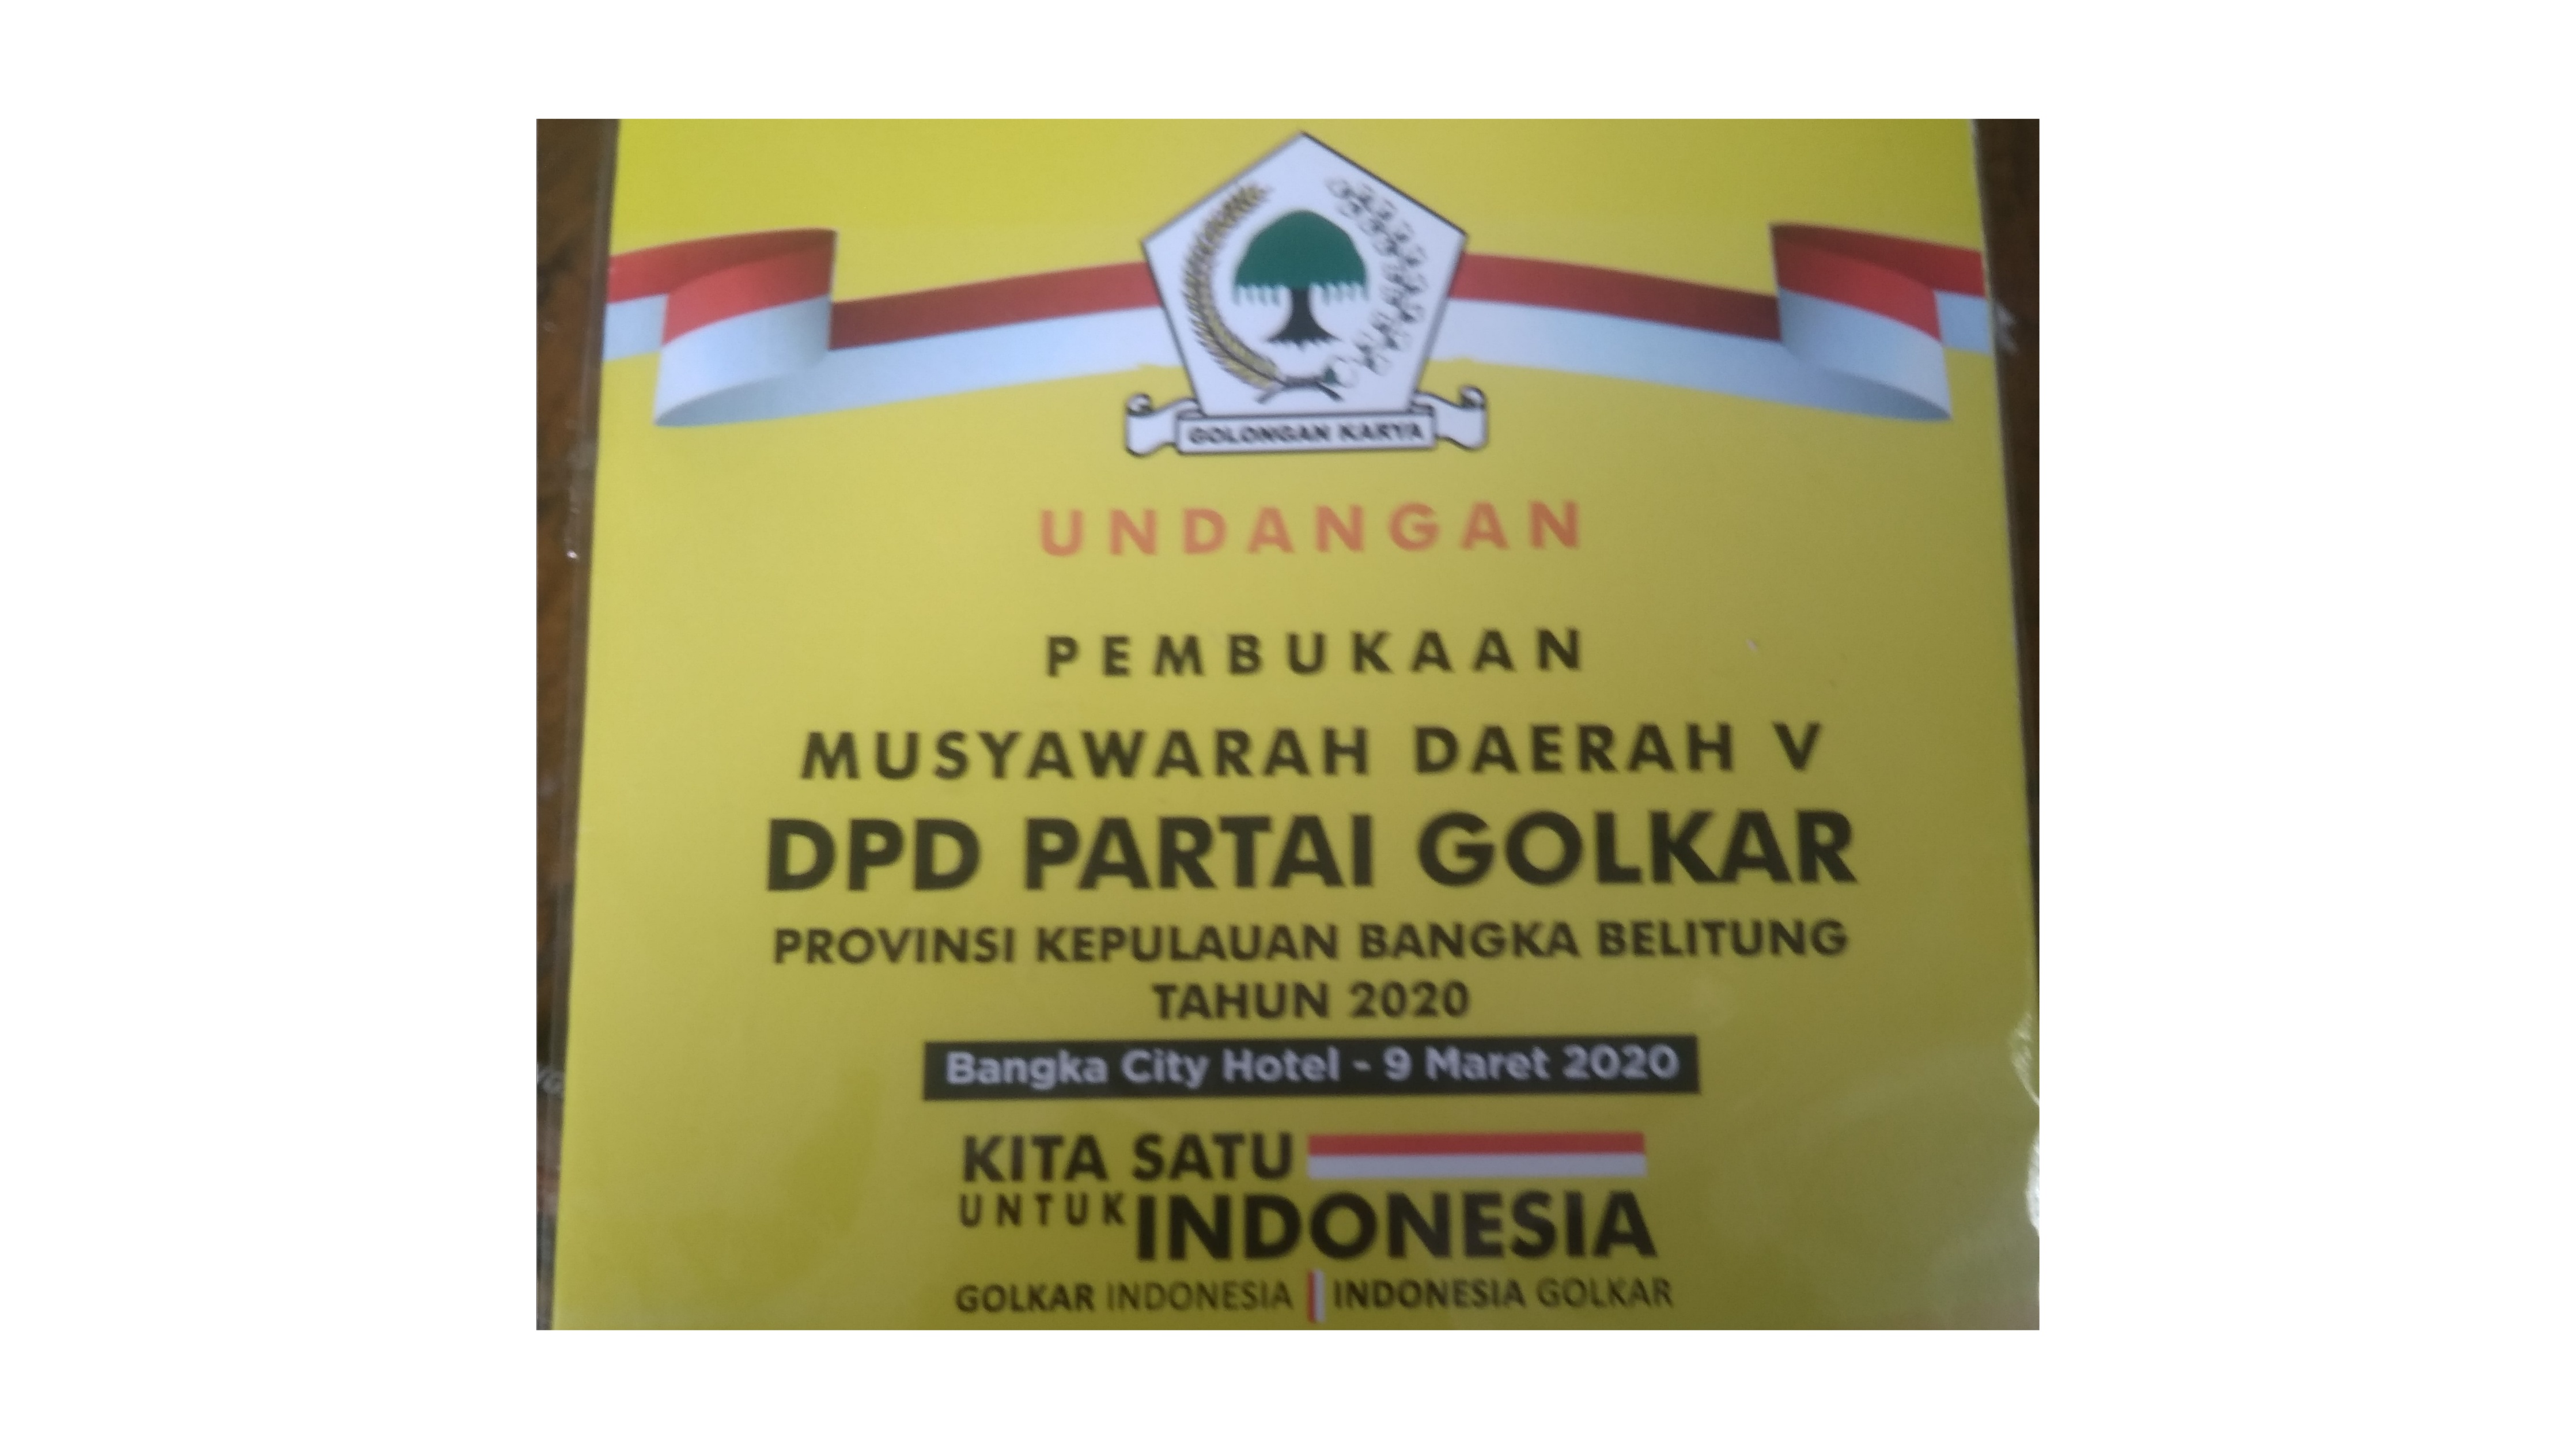 GOLONGAN KARYA
UNDANGAN
PEMBUKAAN
MUSYAWARAH DAERAH V
DPD PARTAI GOLKAR
PROVINSI KEPULAUAN BANGKA BELITUNG
TAHUN 2020
Bangka City Hotel - 9 Maret 2020
KITA SATU
UNTUK INDONESIA
GOLKAR INDONESIA | INDONESIA GOLKAR